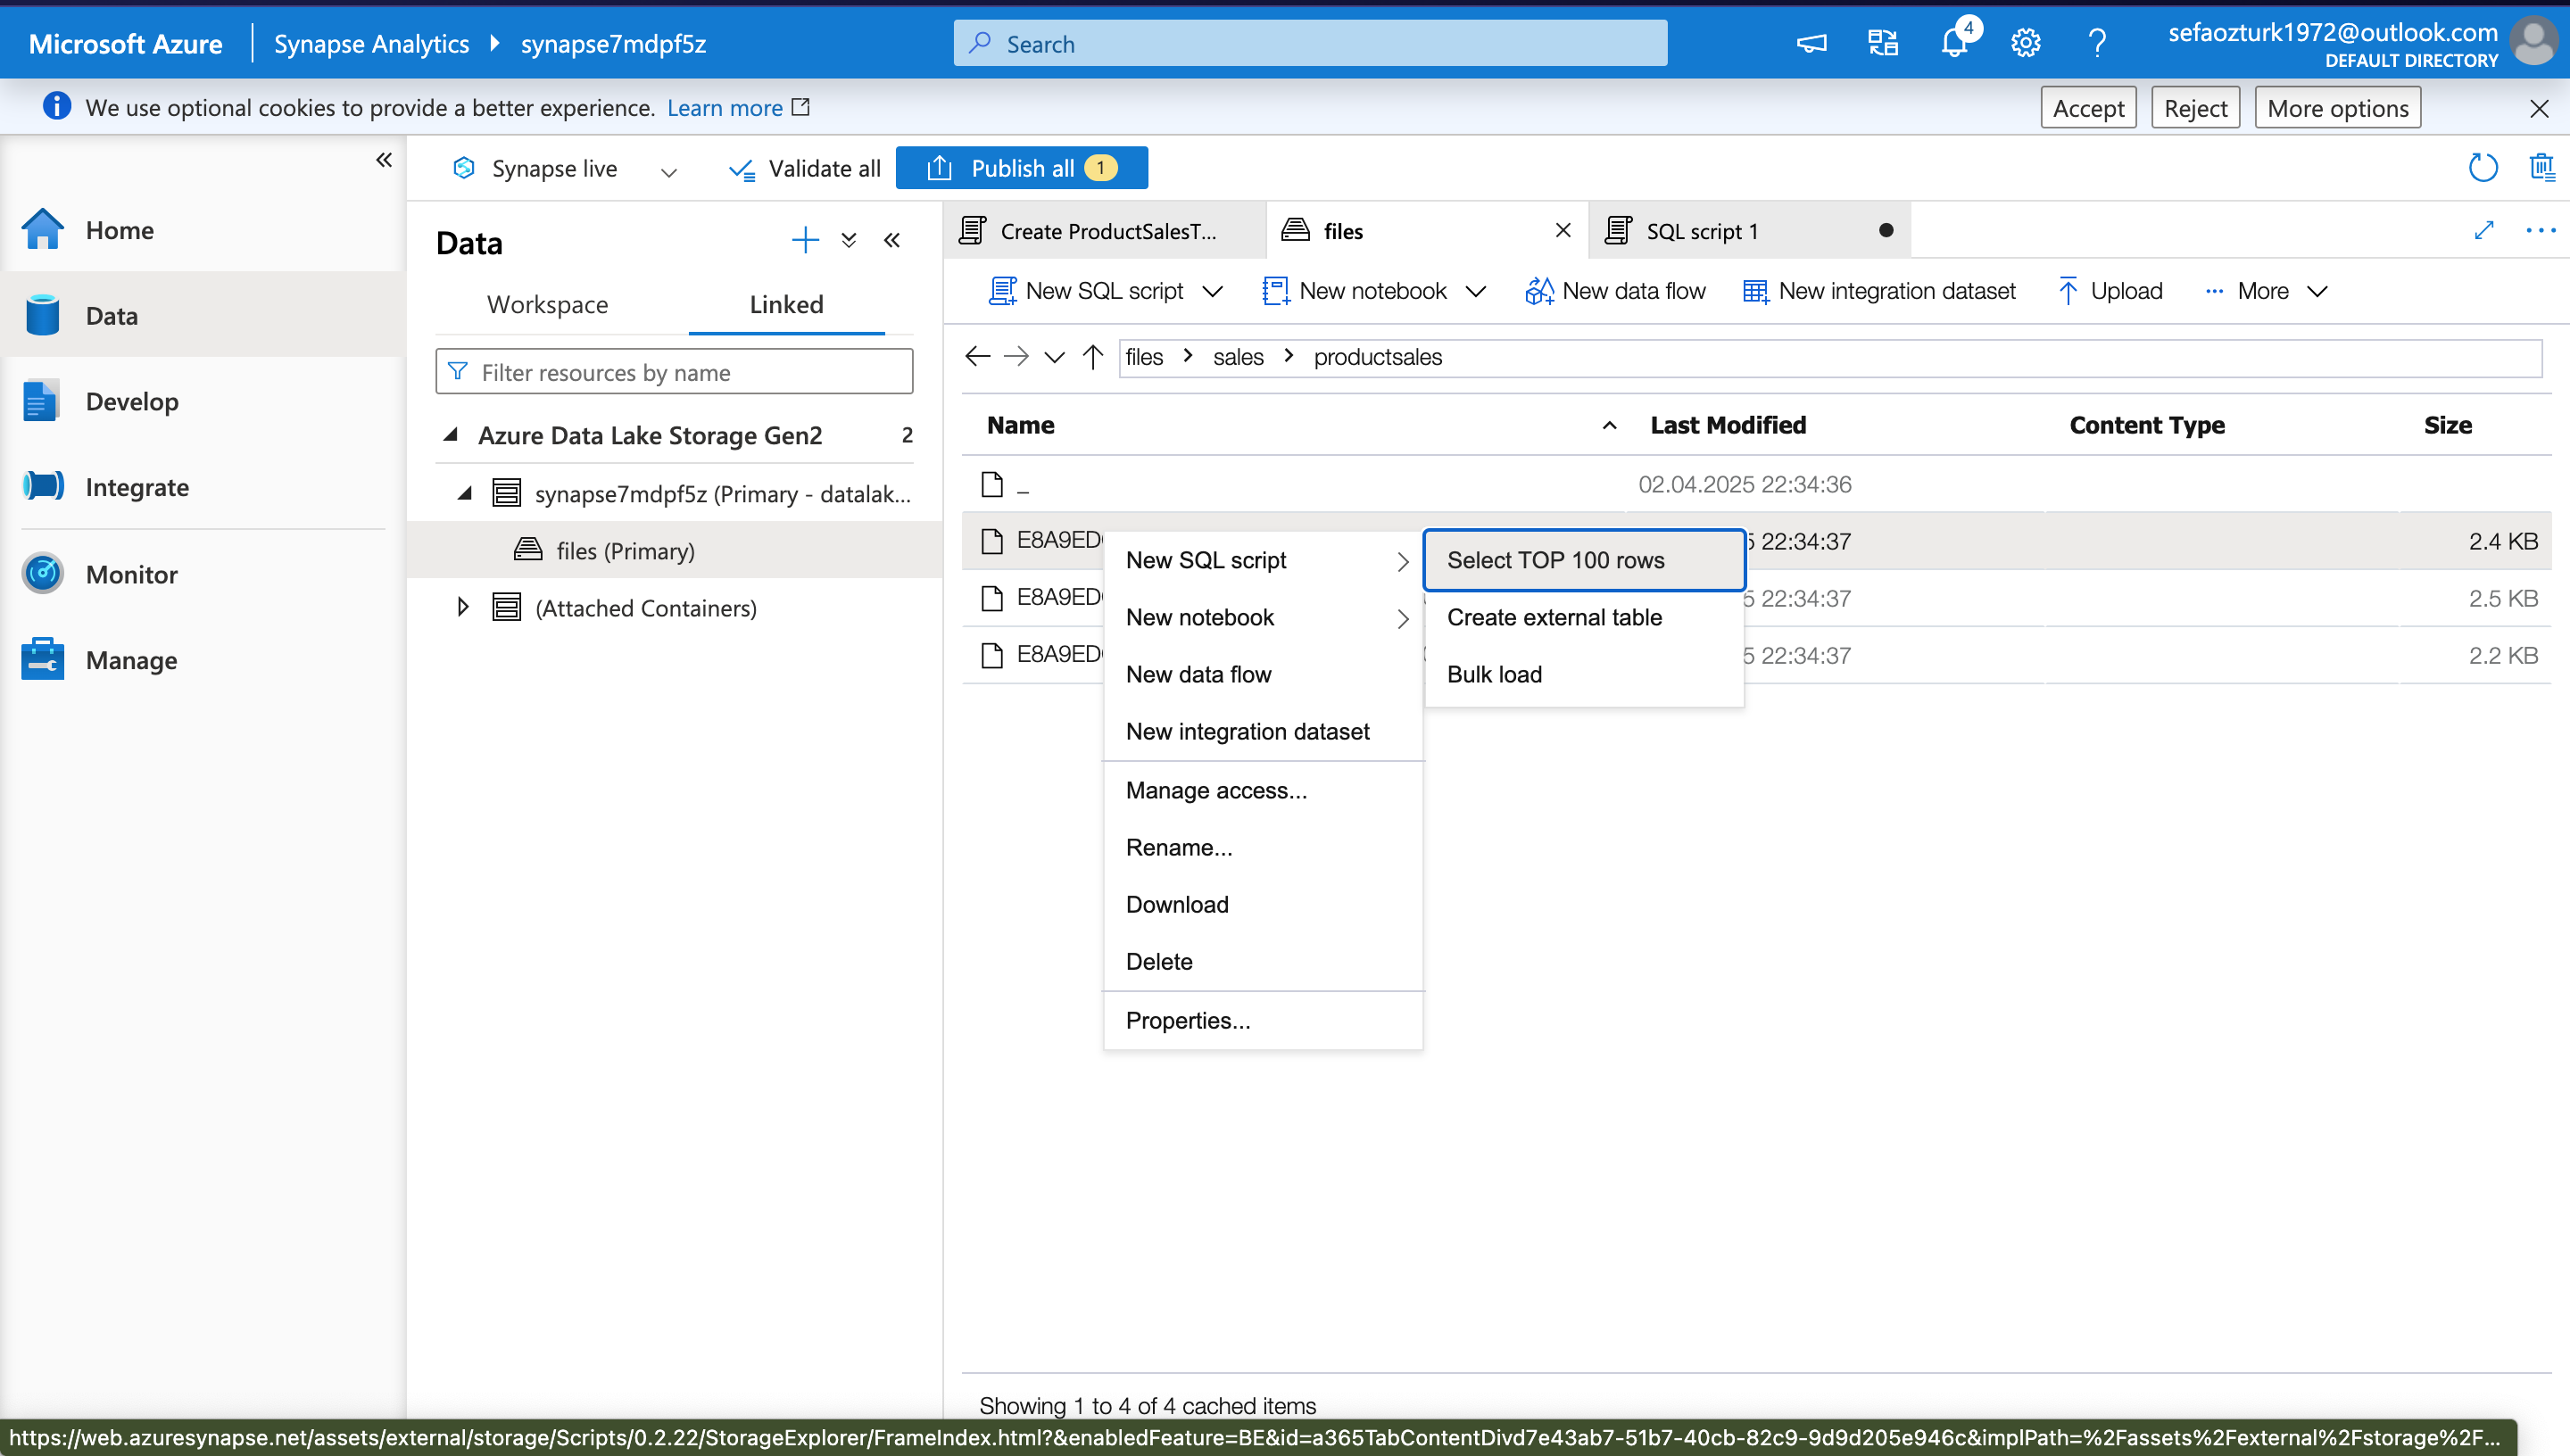 Microsoft Azure
Synapse Analytics
synapse7mdpf5z
Search
4
sefaozturk1972@outlook.com
DEFAULT DIRECTORY
We use optional cookies to provide a better experience. Learn more
Accept
Reject
More options
Synapse live
Validate all
Publish all 1
Home
Data
Develop
Integrate
Monitor
Manage
Data
Workspace
Linked
Filter resources by name
Azure Data Lake Storage Gen2 2
synapse7mdpf5z (Primary - datalak...
files (Primary)
(Attached Containers)
Create ProductSalesT...
files
SQL script 1
New SQL script
New notebook
New data flow
New integration dataset
Upload
More
files > sales > productsales
Name
Last Modified
Content Type
Size
_
02.04.2025 22:34:36
E8A9ED
5 22:34:37
2.4 KB
E8A9ED
5 22:34:37
2.5 KB
E8A9ED
5 22:34:37
2.2 KB
New SQL script
New notebook
New data flow
New integration dataset
Manage access...
Rename...
Download
Delete
Properties...
Select TOP 100 rows
Create external table
Bulk load
Showing 1 to 4 of 4 cached items
https://web.azuresynapse.net/assets/external/storage/Scripts/0.2.22/StorageExplorer/FrameIndex.html?&enabledFeature=BE&id=a365TabContentDivd7e43ab7-51b7-40cb-82c9-9d9d205e946c&implPath=%2Fassets%2Fexternal%2Fstorage%2F...